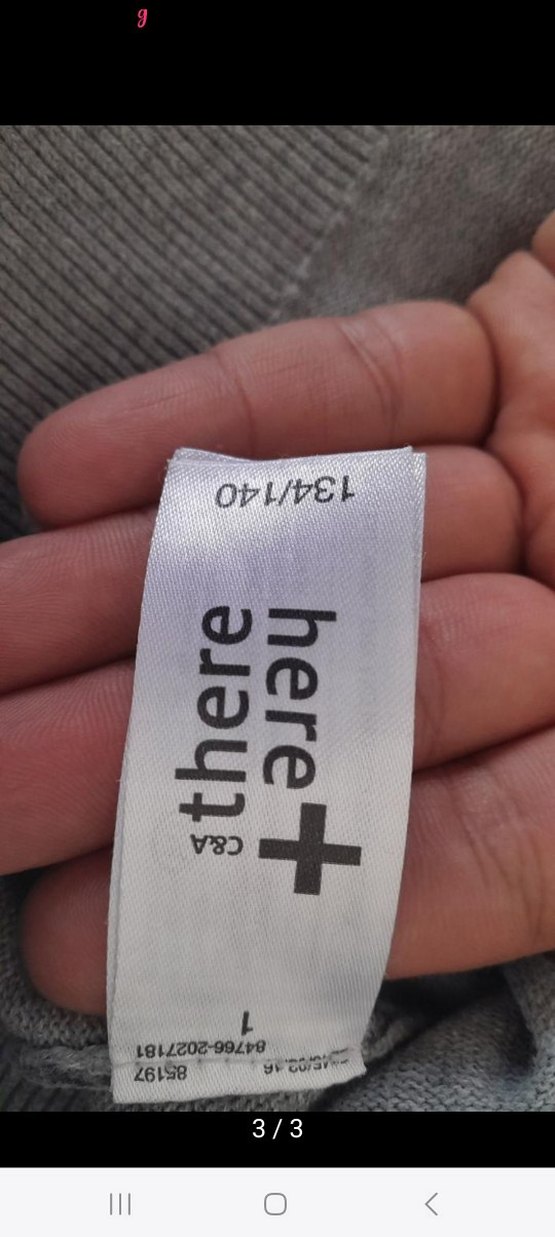 g
134/140
here
+
there
C&A
1
84766-2027181
85197
3 / 3